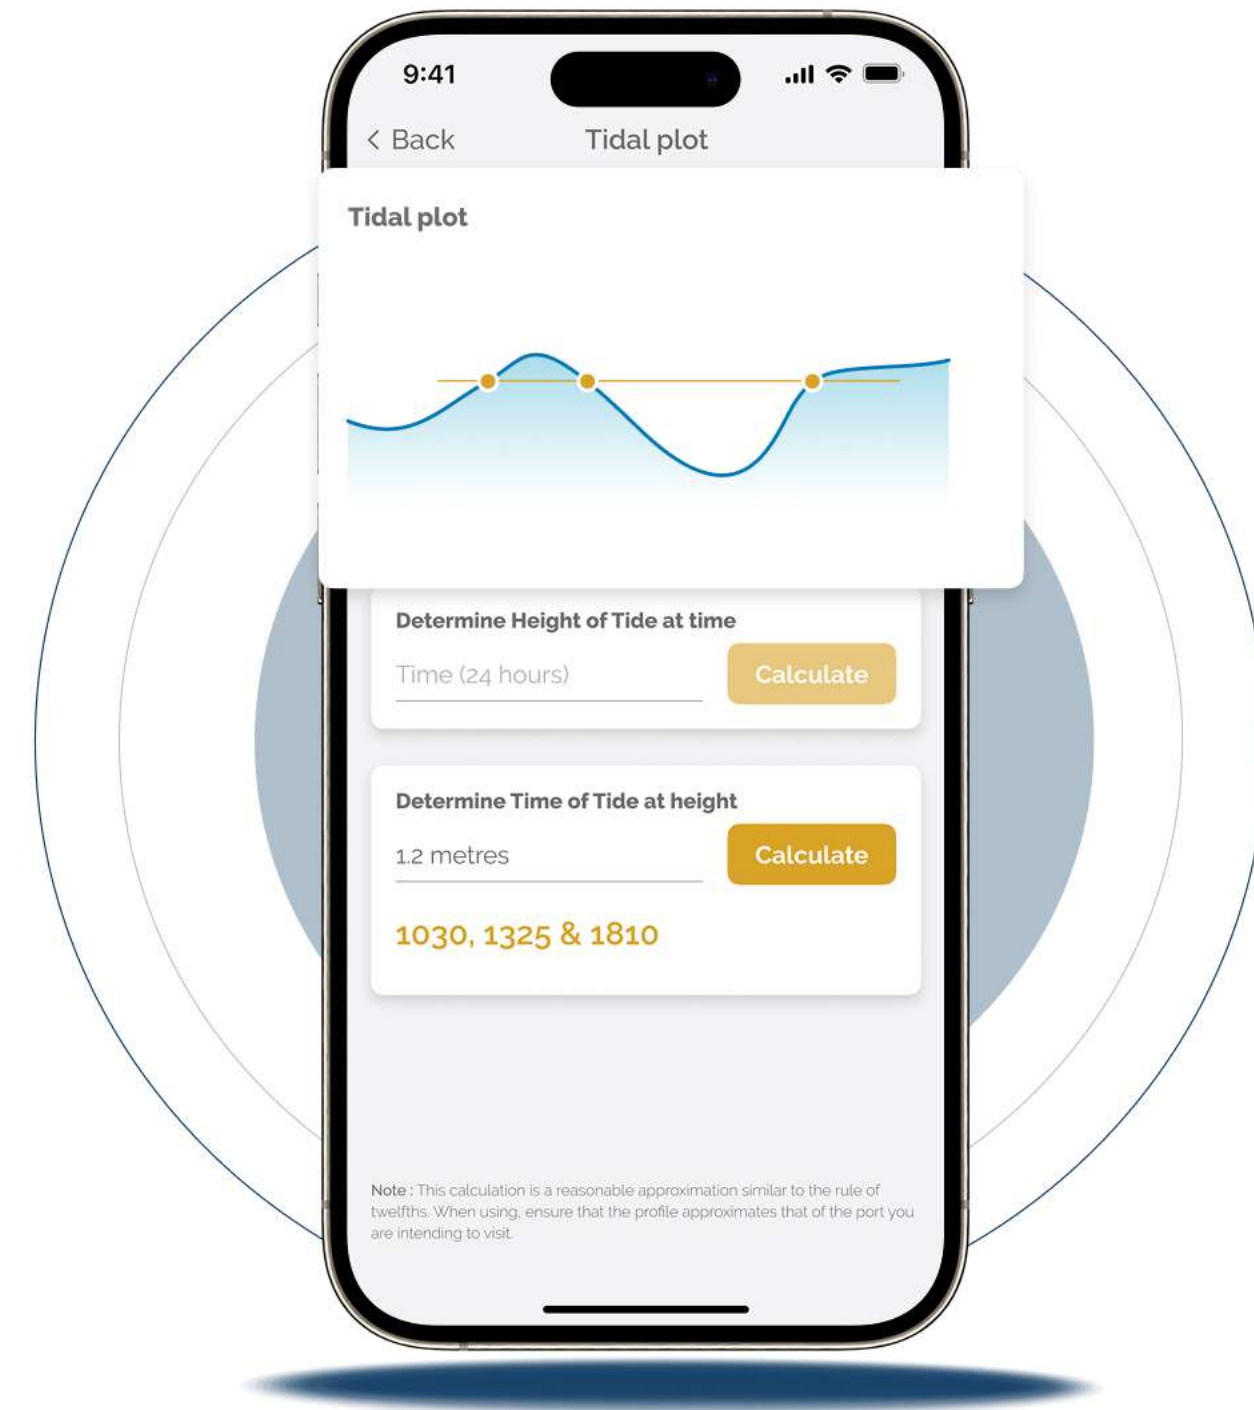 9:41
Back
Tidal plot
Tidal plot
Determine Height of Tide at time
Time (24 hours)
Calculate
Determine Time of Tide at height
1.2 metres
Calculate
1030, 1325 & 1810
Note : This calculation is a reasonable approximation similar to the rule of
twelfths. When using, ensure that the profile approximates that of the port you
are intending to visit.